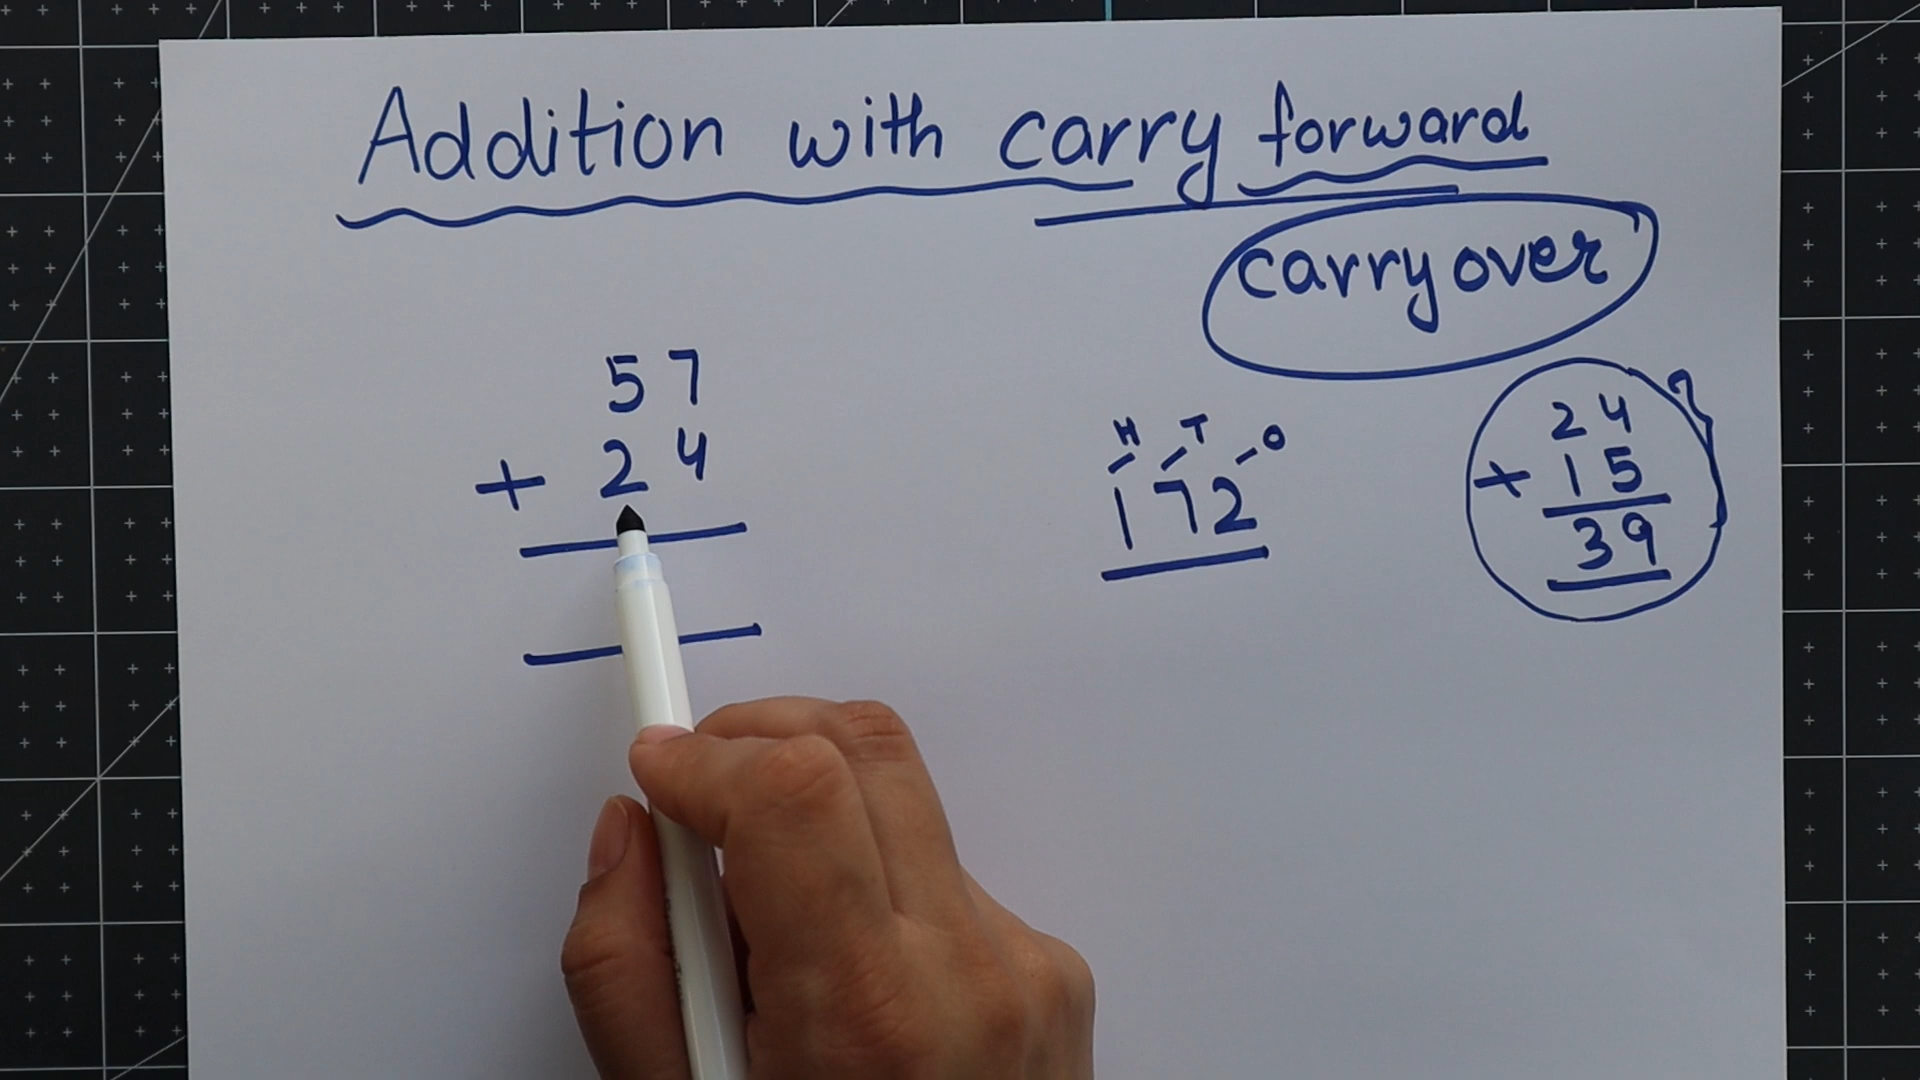 Addition with carry forward
carry over
57
+ 24
H T O
172
24
+ 15
39